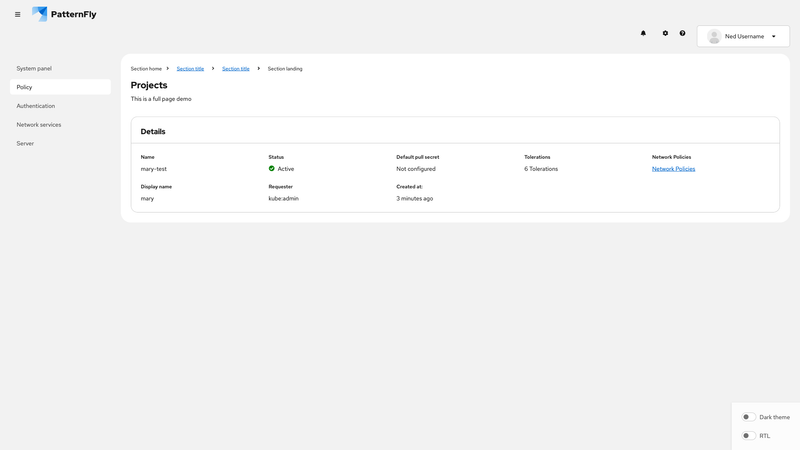 PatternFly
Ned Username
System panel
Policy
Authentication
Network services
Server
Section home Section title Section title Section landing
Projects
This is a full page demo
Details
Name Status Default pull secret Tolerations Network Policies
mary-test Active Not configured 6 Tolerations Network Policies
Display name Requester Created at:
mary kube:admin 3 minutes ago
Dark theme
RTL